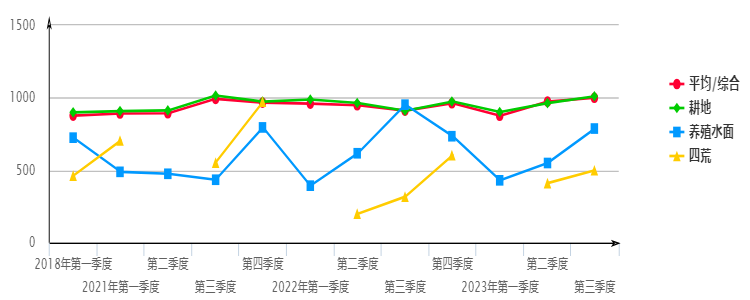 1500
1000
500
0
2018年第一季度
2021年第一季度
第二季度
第三季度
第四季度
2022年第一季度
第二季度
第三季度
第四季度
2023年第一季度
第二季度
第三季度
平均/综合
耕地
养殖水面
四荒